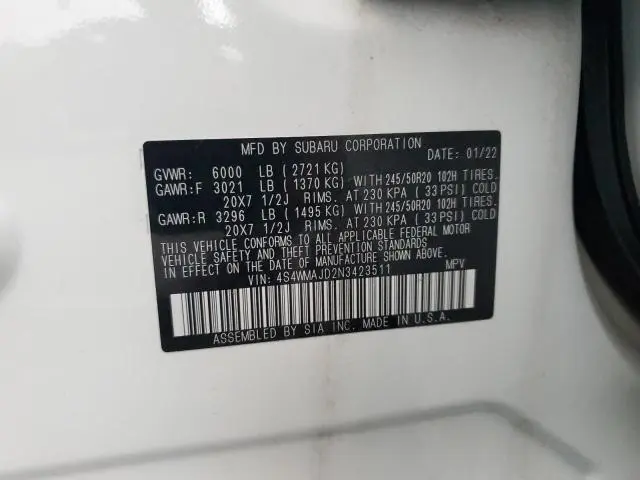 MFD BY SUBARU CORPORATION
DATE: 01/22
GVWR: 6000 LB ( 2721 KG)
GAWR:F 3021 LB ( 1370 KG) WITH 245/50R20 102H TIRES.
20X7 1/2J RIMS. AT 230 KPA ( 33 PSI) COLD
GAWR:R 3296 LB ( 1495 KG) WITH 245/50R20 102H TIRES.
20X7 1/2J RIMS. AT 230 KPA ( 33 PSI) COLD
THIS VEHICLE CONFORMS TO ALL APPLICABLE FEDERAL MOTOR
VEHICLE SAFETY AND THEFT PREVENTION STANDARDS
IN EFFECT ON THE DATE OF MANUFACTURE SHOWN ABOVE.
VIN: 4S4WMAJD2N3423511 MPV
ASSEMBLED BY SIA INC. MADE IN U.S.A.